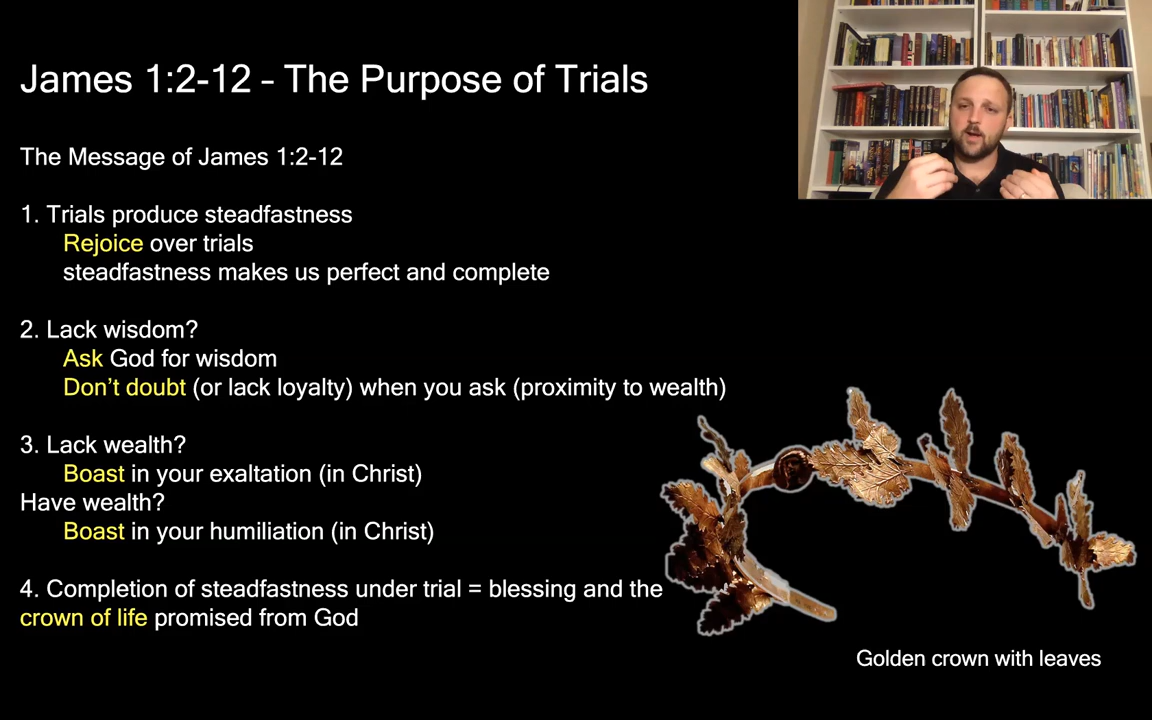 James 1:2-12 – The Purpose of Trials
The Message of James 1:2-12
1. Trials produce steadfastness
Rejoice over trials
steadfastness makes us perfect and complete
2. Lack wisdom?
Ask God for wisdom
Don’t doubt (or lack loyalty) when you ask (proximity to wealth)
3. Lack wealth?
Boast in your exaltation (in Christ)
Have wealth?
Boast in your humiliation (in Christ)
4. Completion of steadfastness under trial = blessing and the
crown of life promised from God
Golden crown with leaves